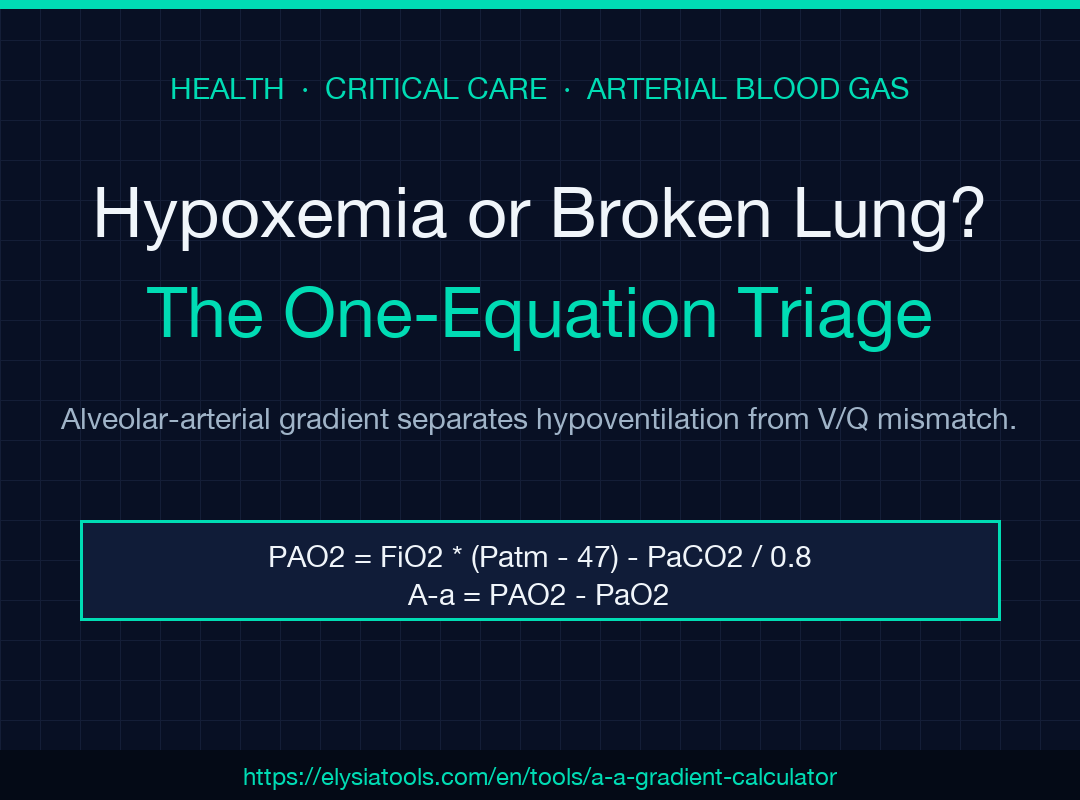 HEALTH · CRITICAL CARE · ARTERIAL BLOOD GAS
Hypoxemia or Broken Lung?
The One-Equation Triage
Alveolar-arterial gradient separates hypoventilation from V/Q mismatch.
PAO2 = FiO2 * (Patm - 47) - PaCO2 / 0.8
A-a = PAO2 - PaO2
https://elysiatools.com/en/tools/a-a-gradient-calculator